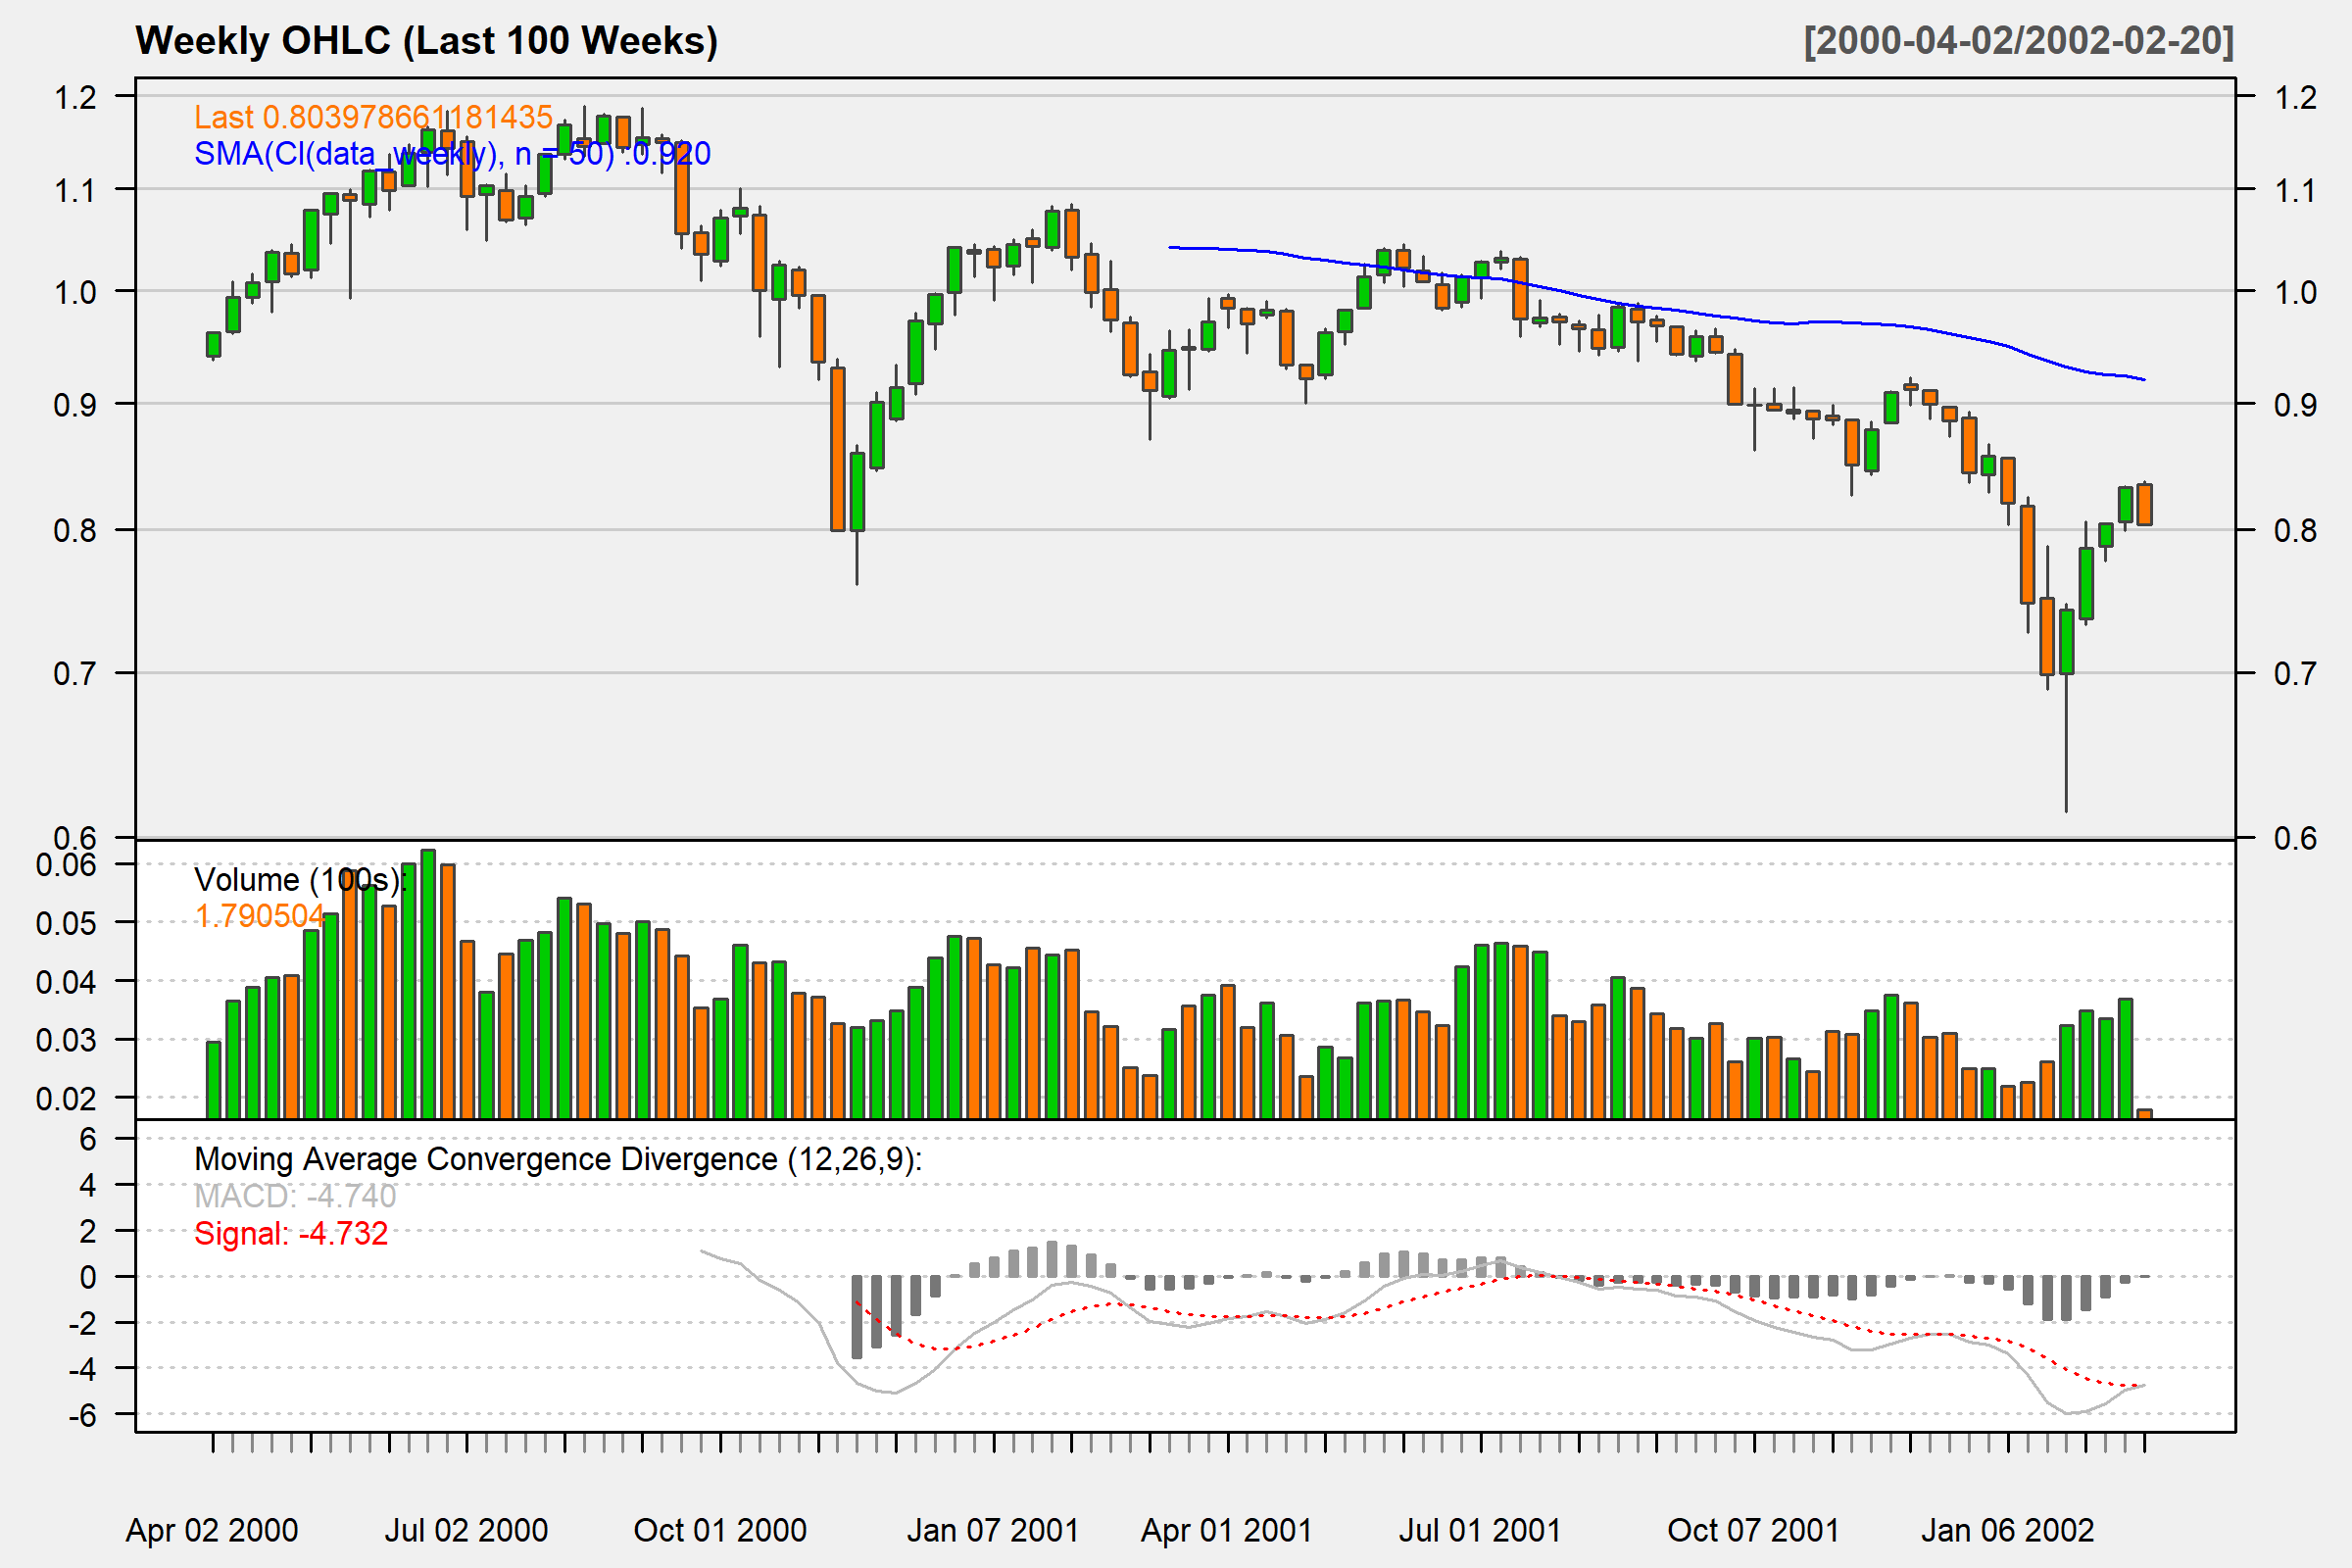 Weekly OHLC (Last 100 Weeks)
[2000-04-02/2002-02-20]
Last 0.803978661181435
SMA(Cl(data_weekly), n = 50) :0.920
1.2
1.1
1.0
0.9
0.8
0.7
0.6
1.2
1.1
1.0
0.9
0.8
0.7
0.6
Volume (100s):
1.790504
0.06
0.05
0.04
0.03
0.02
Moving Average Convergence Divergence (12,26,9):
MACD: -4.740
Signal: -4.732
6
4
2
0
-2
-4
-6
Apr 02 2000
Jul 02 2000
Oct 01 2000
Jan 07 2001
Apr 01 2001
Jul 01 2001
Oct 07 2001
Jan 06 2002